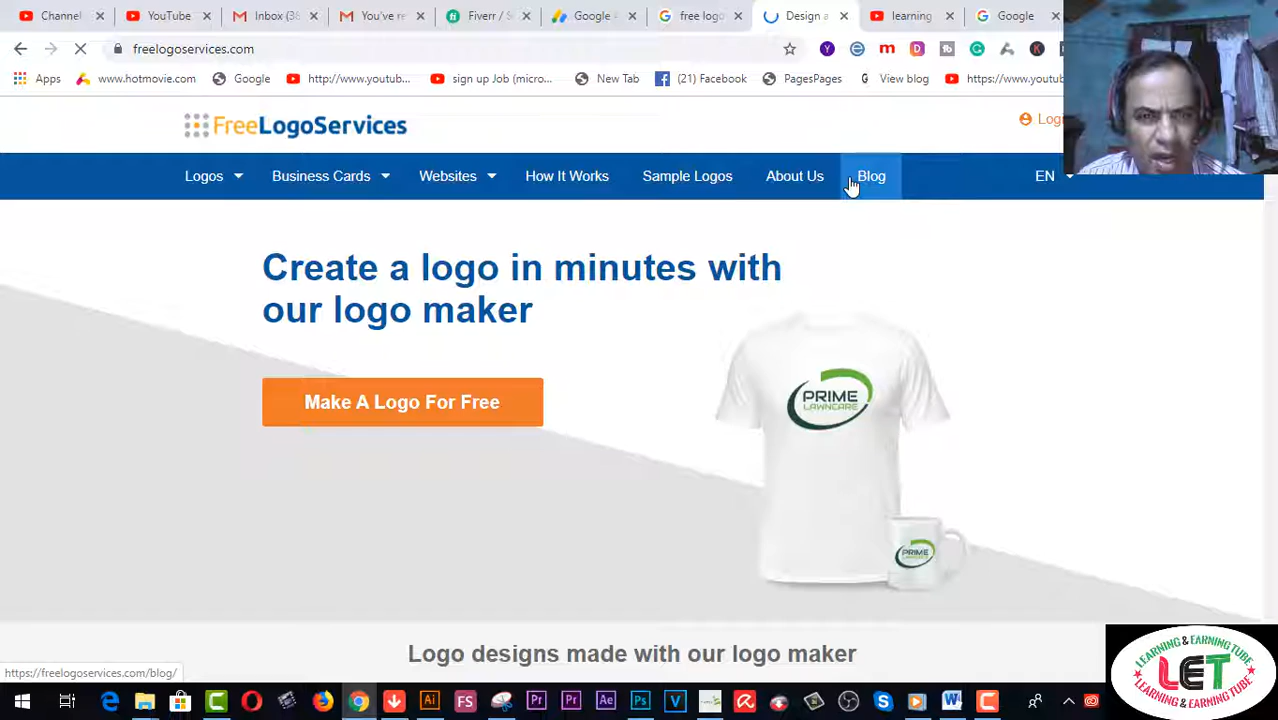 Channel
YouTube
Inbox (38
You've re
Fiverr / S
Google
free logo
Design a
learning
Google
freelogoservices.com
Apps
www.hotmovie.com
Google
http://www.youtub...
sign up Job (micro...
New Tab
(21) Facebook
PagesPages
View blog
https://www.youtub
FreeLogoServices
Logos
Business Cards
Websites
How It Works
Sample Logos
About Us
Blog
EN
Create a logo in minutes with
our logo maker
Make A Logo For Free
PRIME
LAWNCARE
PRIME
LAWNCARE
Logo designs made with our logo maker
https://freelogoservices.com/blog/
LEARNING & EARNING TUBE
LET
LEARNING & EARNING TUBE